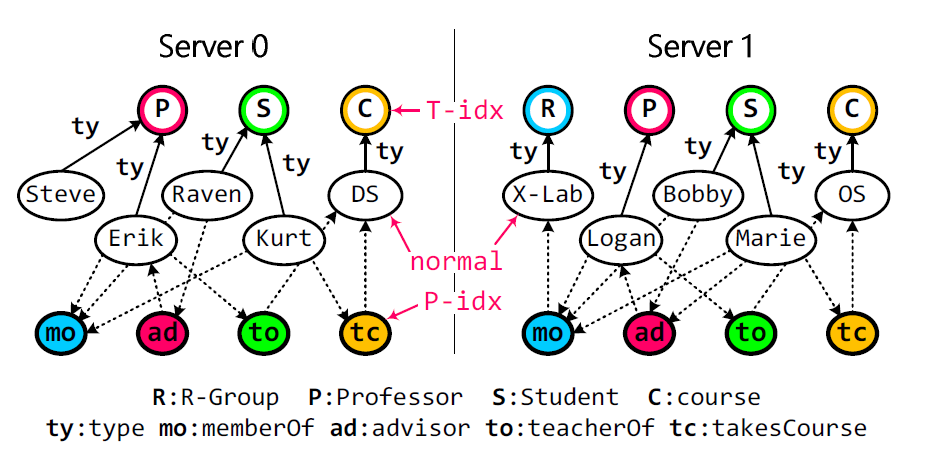 Server 0
Server 1
P
S
C
T-idx
R
P
S
C
ty
ty
ty
ty
ty
ty
ty
ty
ty
ty
Steve
Raven
DS
X-Lab
Bobby
OS
Erik
Kurt
normal
Logan
Marie
P-idx
mo
ad
to
tc
mo
ad
to
tc
R:R-Group P:Professor S:Student C:course
ty:type mo:memberOf ad:advisor to:teacherOf tc:takesCourse